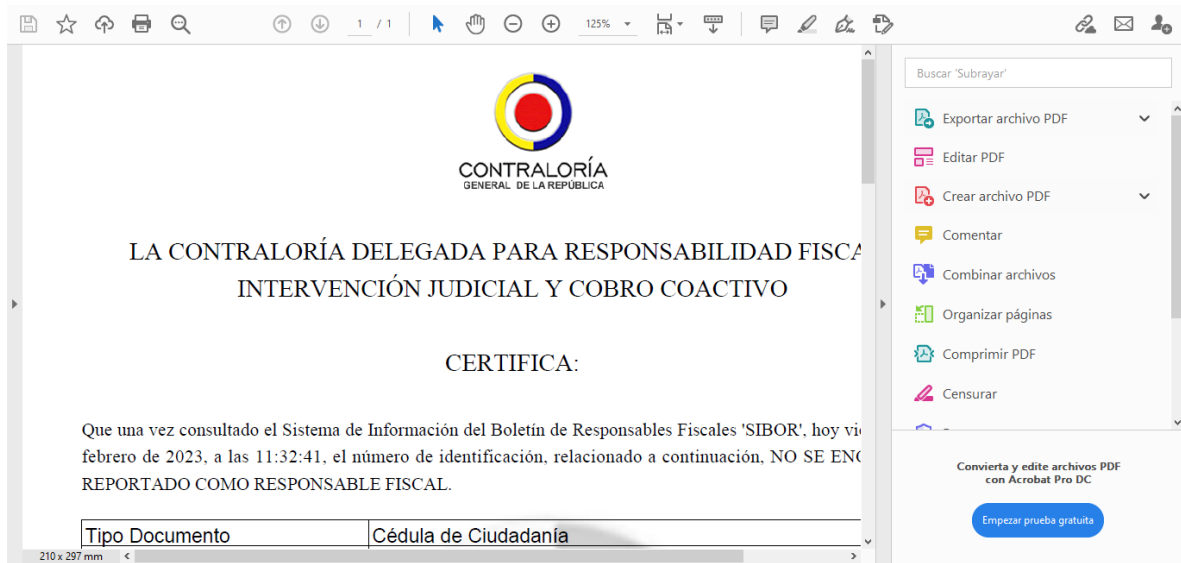 1 / 1
125%
Buscar 'Subrayar'
Exportar archivo PDF
Editar PDF
Crear archivo PDF
Comentar
Combinar archivos
Organizar páginas
Comprimir PDF
Censurar
Convierta y edite archivos PDF
con Acrobat Pro DC
Empezar prueba gratuita
CONTRALORÍA
GENERAL DE LA REPÚBLICA
LA CONTRALORÍA DELEGADA PARA RESPONSABILIDAD FISCA
INTERVENCIÓN JUDICIAL Y COBRO COACTIVO
CERTIFICA:
Que una vez consultado el Sistema de Información del Boletín de Responsables Fiscales 'SIBOR', hoy vi
febrero de 2023, a las 11:32:41, el número de identificación, relacionado a continuación, NO SE EN
REPORTADO COMO RESPONSABLE FISCAL.
Tipo Documento Cédula de Ciudadanía
210 x 297 mm